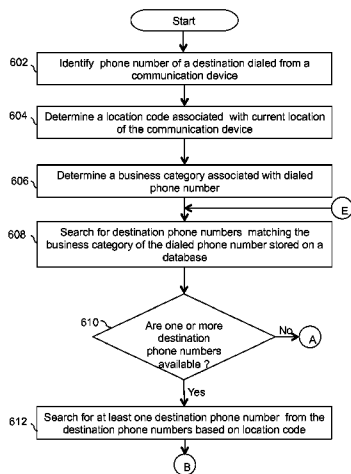 Start
602
Identify phone number of a destination dialed from a
communication device
604
Determine a location code associated with current location
of the communication device
606
Determine a business category associated with dialed
phone number
E
608
Search for destination phone numbers matching the
business category of the dialed phone number stored on a
database
610
Are one or more
destination
phone numbers
available ?
No
A
Yes
612
Search for at least one destination phone number from the
destination phone numbers based on location code
B